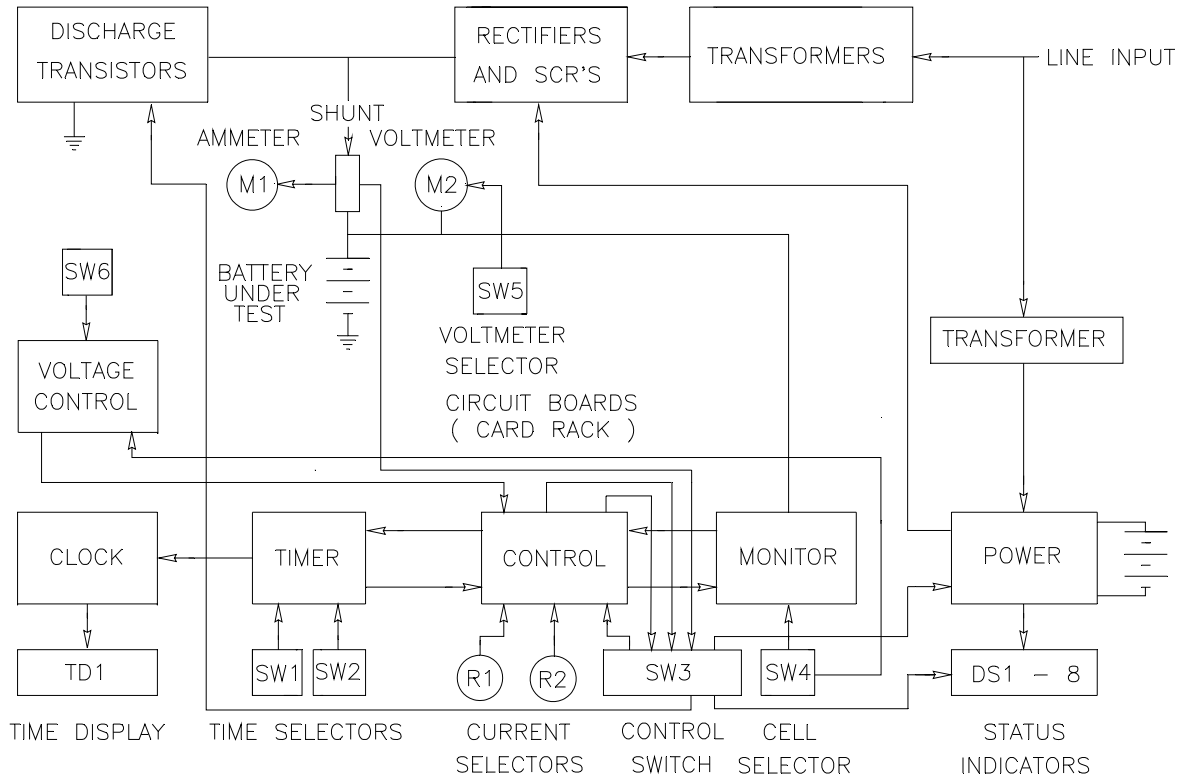 DISCHARGE
TRANSISTORS
RECTIFIERS
AND SCR'S
TRANSFORMERS
LINE INPUT
SHUNT
AMMETER
VOLTMETER
M1
M2
SW6
BATTERY
UNDER
TEST
SW5
VOLTMETER
SELECTOR
TRANSFORMER
VOLTAGE
CONTROL
CIRCUIT BOARDS
( CARD RACK )
CLOCK
TIMER
CONTROL
MONITOR
POWER
TD1
SW1
SW2
R1
R2
SW3
SW4
DS1 - 8
TIME DISPLAY
TIME SELECTORS
CURRENT
SELECTORS
CONTROL
SWITCH
CELL
SELECTOR
STATUS
INDICATORS